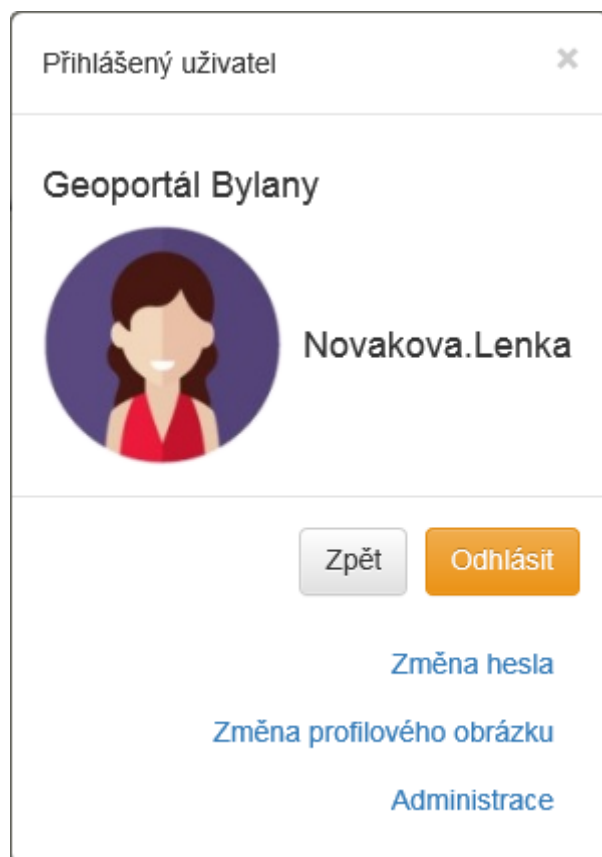 Přihlášený uživatel ×
Geoportál Bylany
Novakova.Lenka
Zpět Odhlásit
Změna hesla
Změna profilového obrázku
Administrace